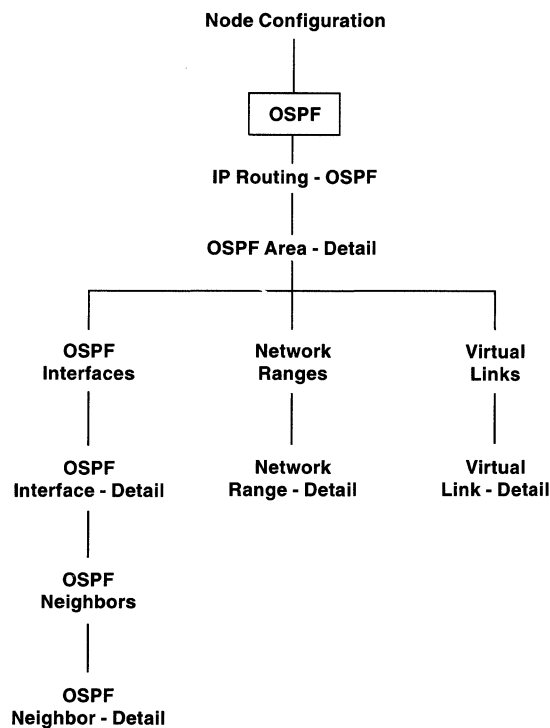 Node Configuration
OSPF
IP Routing - OSPF
OSPF Area - Detail
OSPF
Interfaces
Network
Ranges
Virtual
Links
OSPF
Interface - Detail
Network
Range - Detail
Virtual
Link - Detail
OSPF
Neighbors
OSPF
Neighbor - Detail